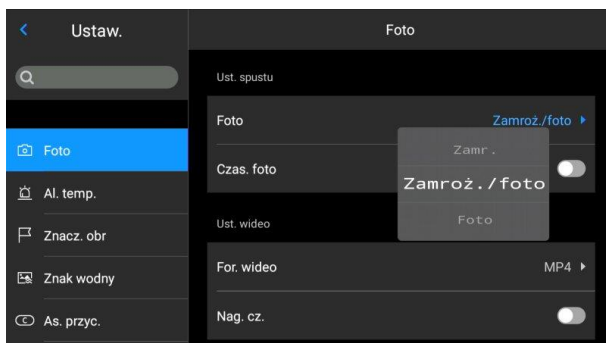 Ustaw.
Foto
Al. temp.
Znacz. obr
Znak wodny
As. przyc.
Foto
Ust. spustu
Foto
Zamroż./foto
Czas. foto
Zamr.
Zamroż./foto
Foto
Ust. wideo
For. wideo
MP4
Nag. cz.